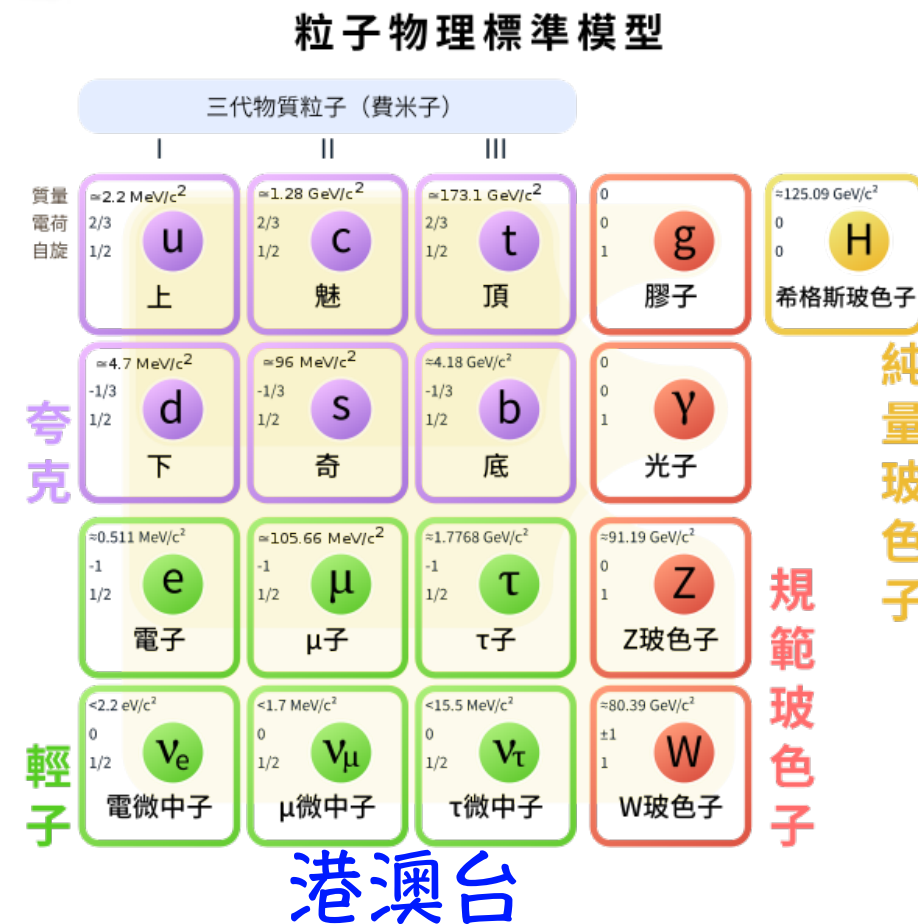 粒子物理標準模型
三代物質粒子（費米子）
I II III
質量
電荷
自旋
≃2.2 MeV/c²
2/3
1/2
u
上
≃1.28 GeV/c²
2/3
1/2
c
魅
≃173.1 GeV/c²
2/3
1/2
t
頂
0
0
1
g
膠子
≈125.09 GeV/c²
0
0
H
希格斯玻色子
夸克
≃4.7 MeV/c²
-1/3
1/2
d
下
≃96 MeV/c²
-1/3
1/2
s
奇
≈4.18 GeV/c²
-1/3
1/2
b
底
0
0
1
γ
光子
純量玻色子
≈0.511 MeV/c²
-1
1/2
e
電子
≃105.66 MeV/c²
-1
1/2
μ
μ子
≈1.7768 GeV/c²
-1
1/2
τ
τ子
≈91.19 GeV/c²
0
1
Z
Z玻色子
規範玻色子
輕子
<2.2 eV/c²
0
1/2
νe
電微中子
<1.7 MeV/c²
0
1/2
νμ
μ微中子
<15.5 MeV/c²
0
1/2
ντ
τ微中子
≈80.39 GeV/c²
±1
1
W
W玻色子
港澳台